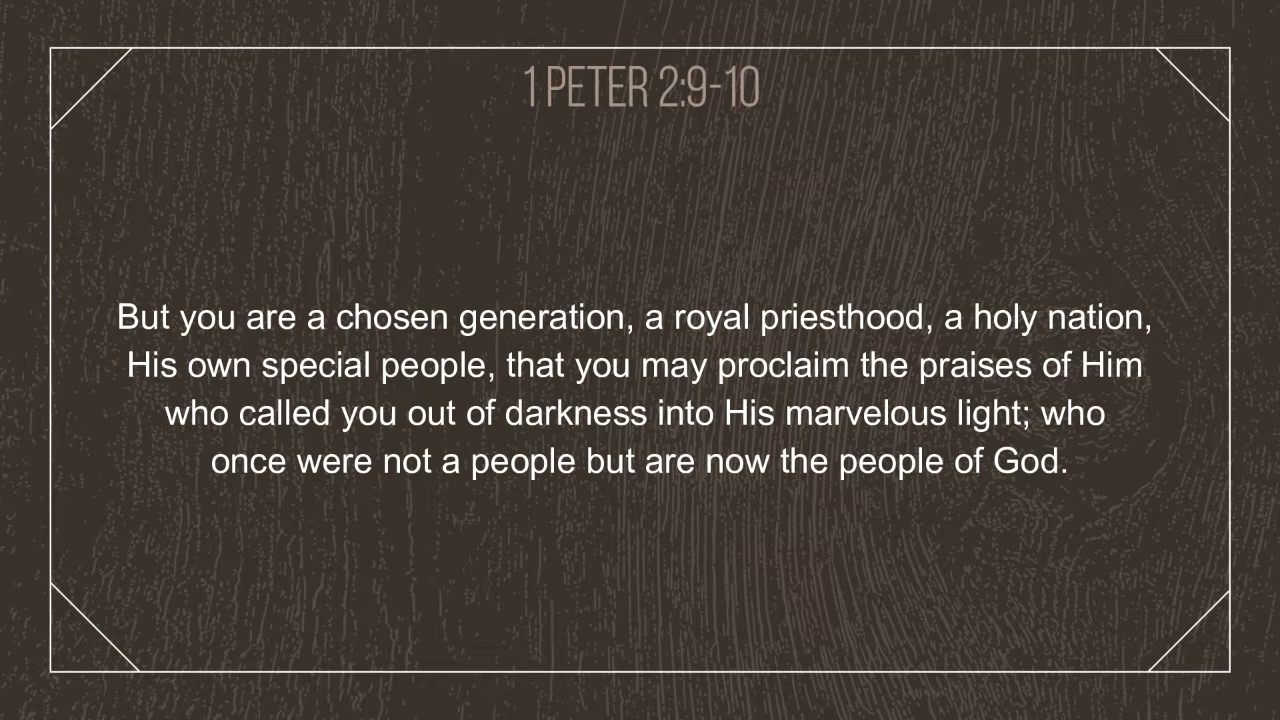 1 PETER 2:9-10
But you are a chosen generation, a royal priesthood, a holy nation,
His own special people, that you may proclaim the praises of Him
who called you out of darkness into His marvelous light; who
once were not a people but are now the people of God.